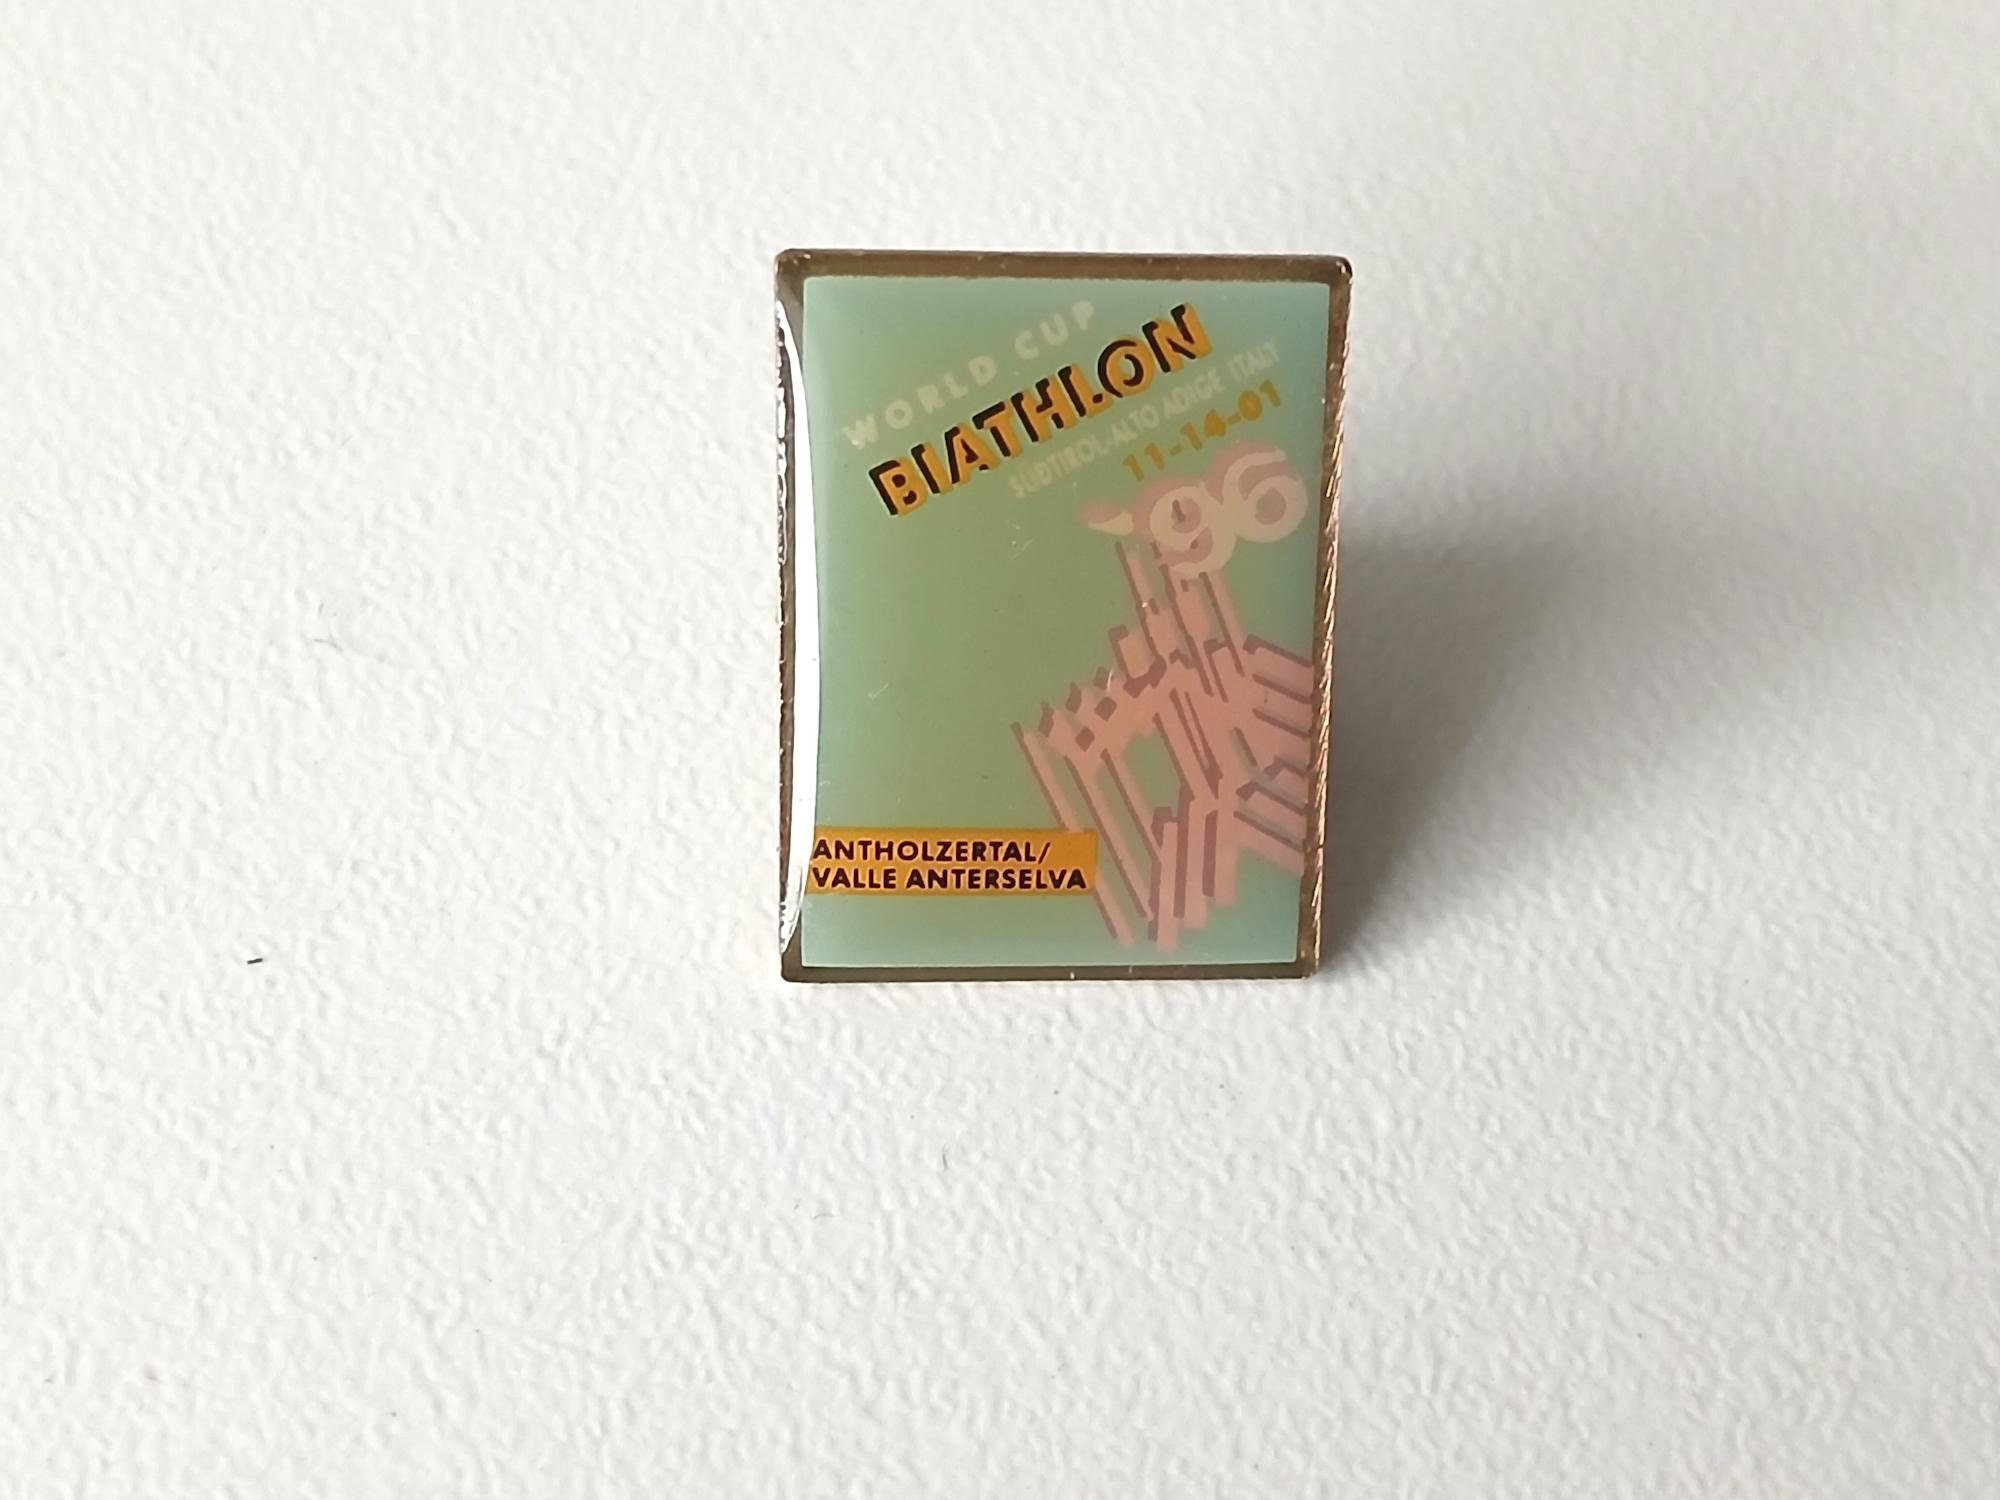 WORLD CUP
BIATHLON
SÜDTIROL-ALTO ADIGE ITALY
11-14-01
'96
ANTHOLZERTAL/
VALLE ANTERSELVA